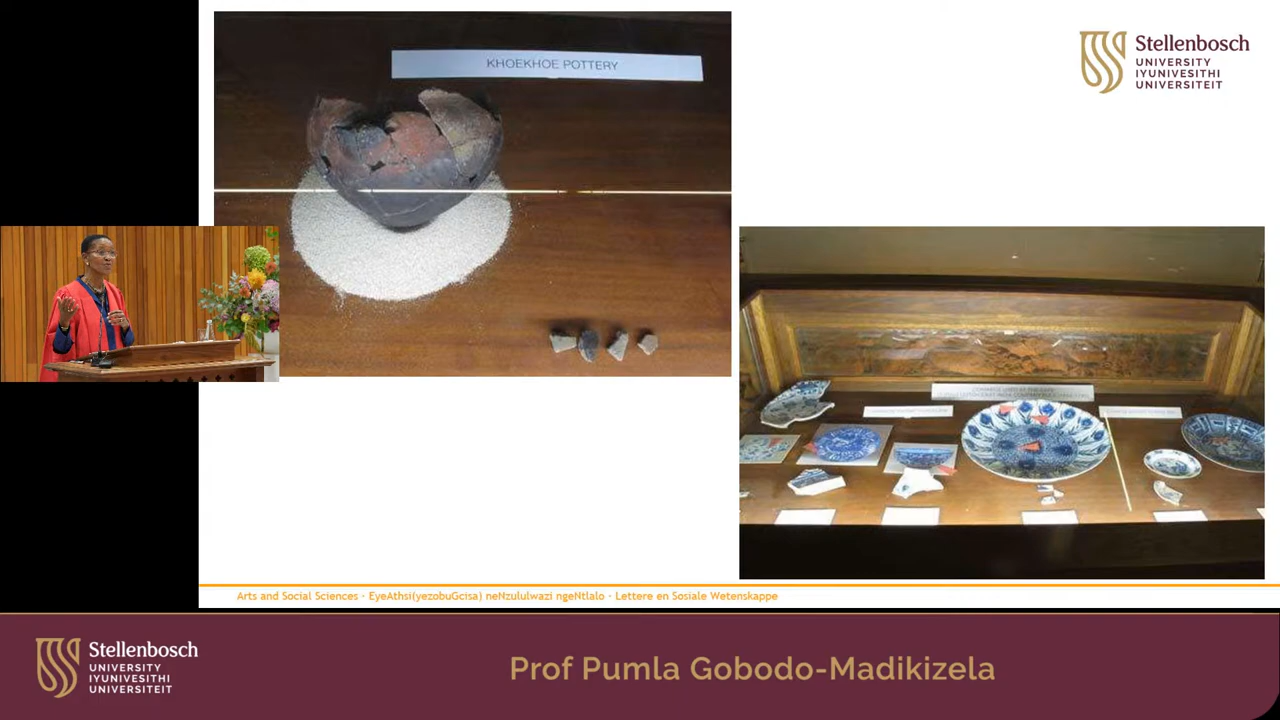 KHOEKHOE POTTERY
Stellenbosch
UNIVERSITY
IYUNIVESITHI
UNIVERSITEIT
Arts and Social Sciences · EyeAthsi(yezobuGcisa) neNzululwazi ngeNtlalo · Lettere en Sosiale Wetenskappe
Stellenbosch
UNIVERSITY
IYUNIVESITHI
UNIVERSITEIT
Prof Pumla Gobodo-Madikizela